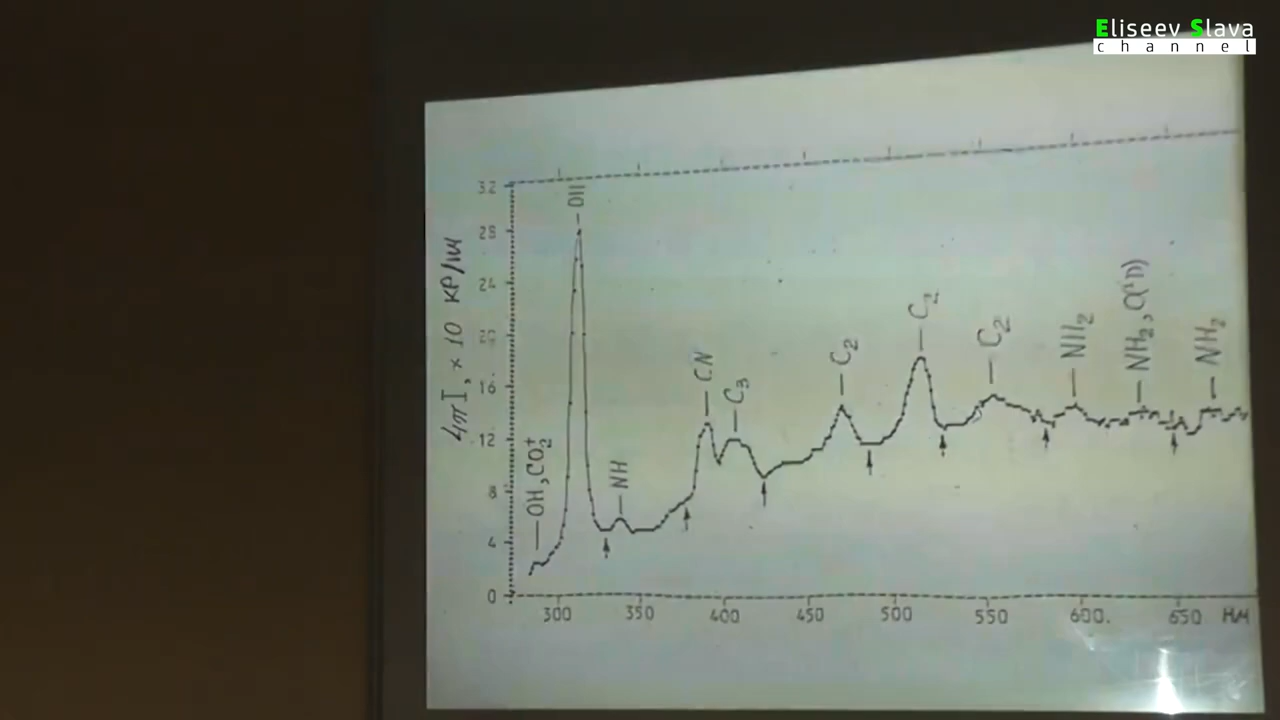 Eliseev Slava
channel
4πI, × 10 KP/НМ
32
28
24
20
16
12
8
4
0
OH, CO₂⁺
OH
NH
CN
C₃
C₂
C₂
C₂
NH₂
NH₂, O(¹D)
NH₂
300 350 400 450 500 550 600. 650 НМ